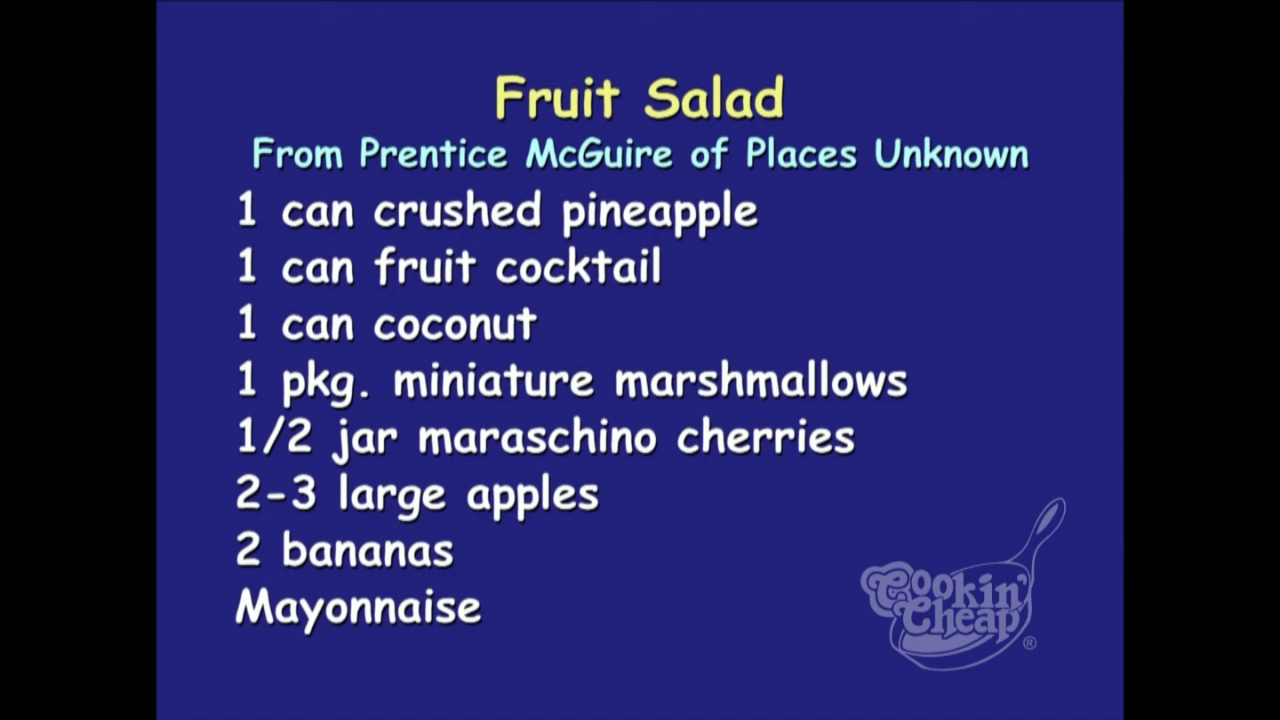 Fruit Salad
From Prentice McGuire of Places Unknown
1 can crushed pineapple
1 can fruit cocktail
1 can coconut
1 pkg. miniature marshmallows
1/2 jar maraschino cherries
2-3 large apples
2 bananas
Mayonnaise
Cookin'
Cheap
®